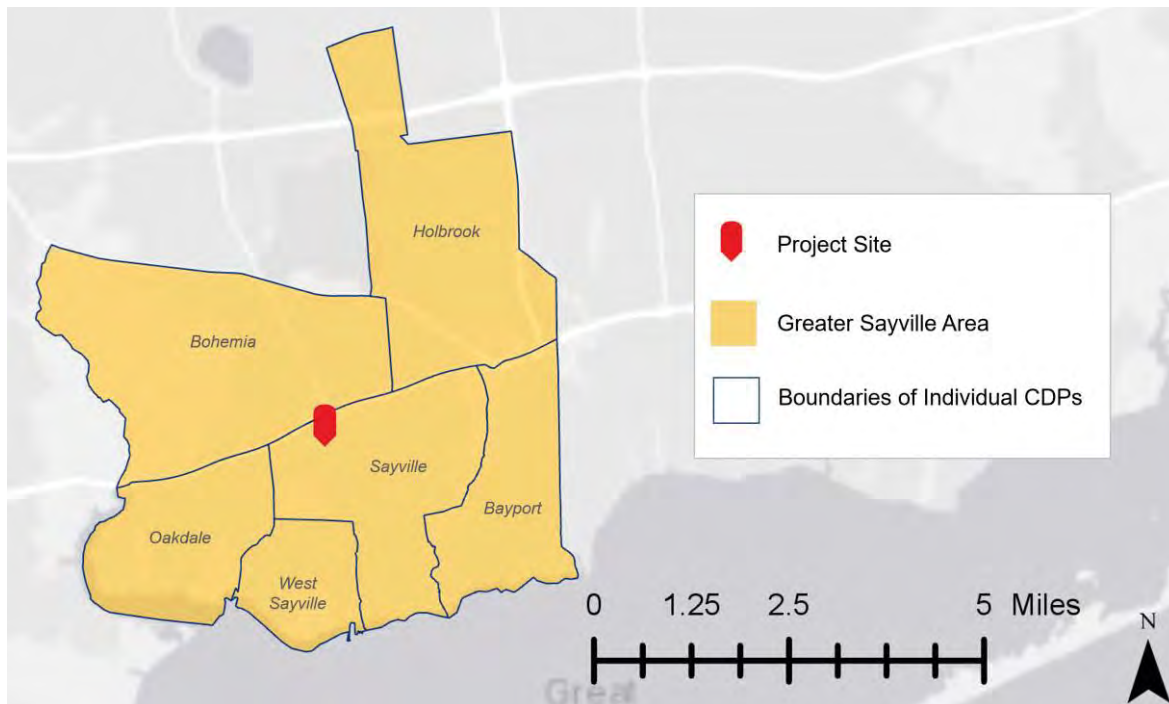 Holbrook
Bohemia
Sayville
Bayport
Oakdale
West
Sayville
Project Site
Greater Sayville Area
Boundaries of Individual CDPs
0 1.25 2.5 5 Miles
N
Great